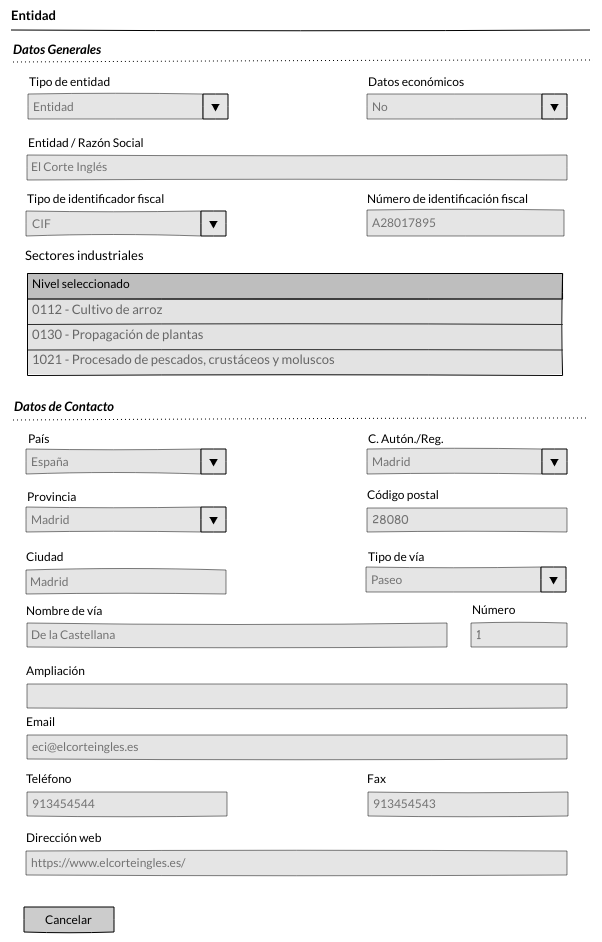 Entidad
Datos Generales
Tipo de entidad Datos económicos
Entidad No
Entidad / Razón Social
El Corte Inglés
Tipo de identificador fiscal Número de identificación fiscal
CIF A28017895
Sectores industriales
Nivel seleccionado
0112 - Cultivo de arroz
0130 - Propagación de plantas
1021 - Procesado de pescados, crustáceos y moluscos
Datos de Contacto
País C. Autón./Reg.
España Madrid
Provincia Código postal
Madrid 28080
Ciudad Tipo de vía
Madrid Paseo
Nombre de vía Número
De la Castellana 1
Ampliación
Email
eci@elcorteingles.es
Teléfono Fax
913454544 913454543
Dirección web
https://www.elcorteingles.es/
Cancelar